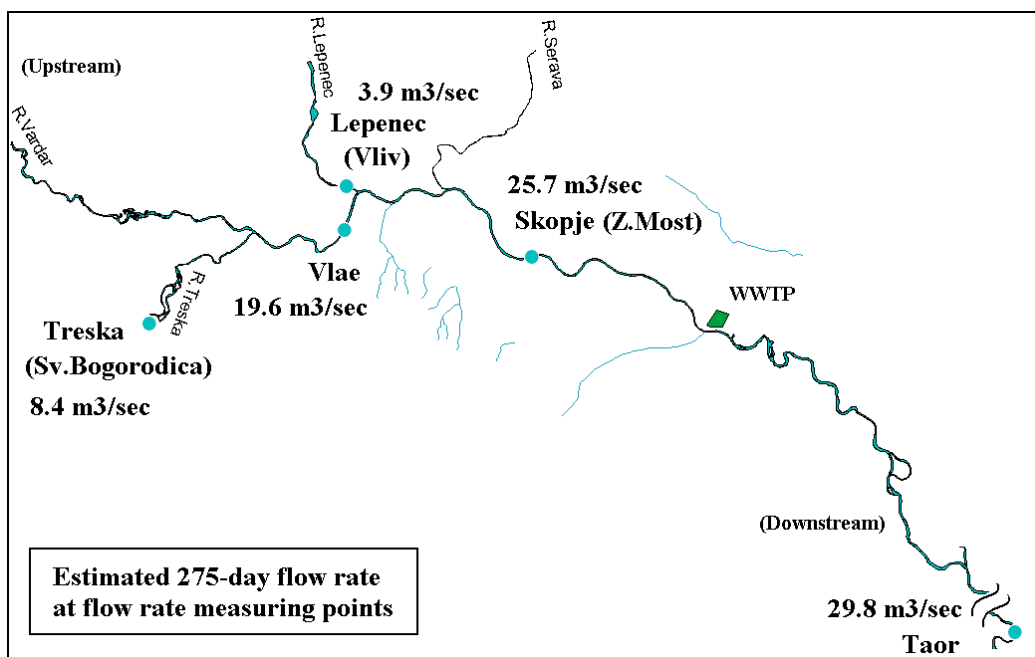 (Upstream)
R.Vardar
R.Lepenec
R.Serava
3.9 m3/sec
Lepenec
(Vliv)
25.7 m3/sec
Skopje (Z.Most)
Vlae
19.6 m3/sec
R.Treska
Treska
(Sv.Bogorodica)
8.4 m3/sec
WWTP
(Downstream)
29.8 m3/sec
Taor
Estimated 275-day flow rate
at flow rate measuring points